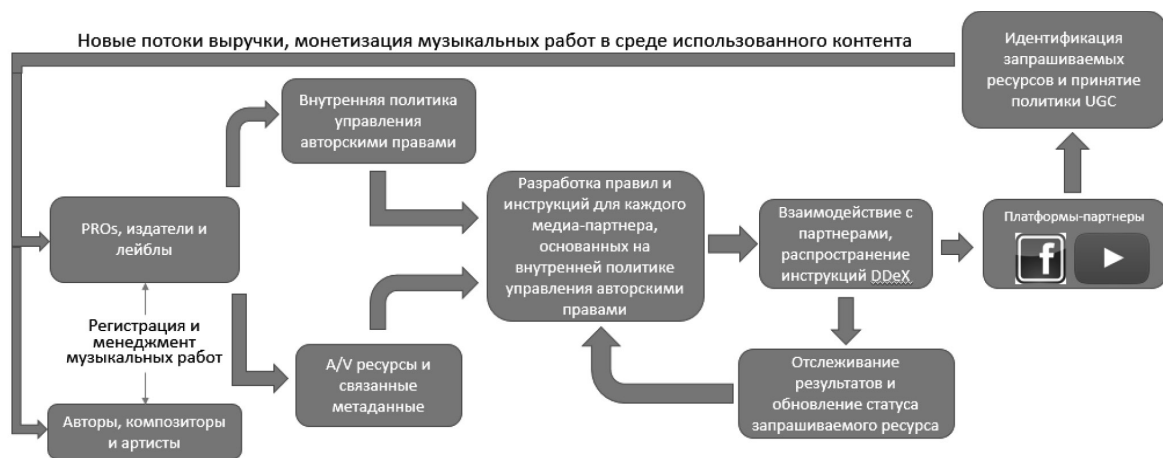 Новые потоки выручки, монетизация музыкальных работ в среде использованного контента
Идентификация
запрашиваемых
ресурсов и принятие
политики UGC
Внутренняя политика
управления
авторскими правами
PROs, издатели и
лейблы
Разработка правил и
инструкций для каждого
медиа-партнера,
основанных на
внутренней политике
управления авторскими
правами
Взаимодействие с
партнерами,
распространение
инструкций DDeX
Платформы-партнеры
f
Регистрация и
менеджмент
музыкальных работ
A/V ресурсы и
связанные
метаданные
Отслеживание
результатов и
обновление статуса
запрашиваемого ресурса
Авторы, композиторы
и артисты